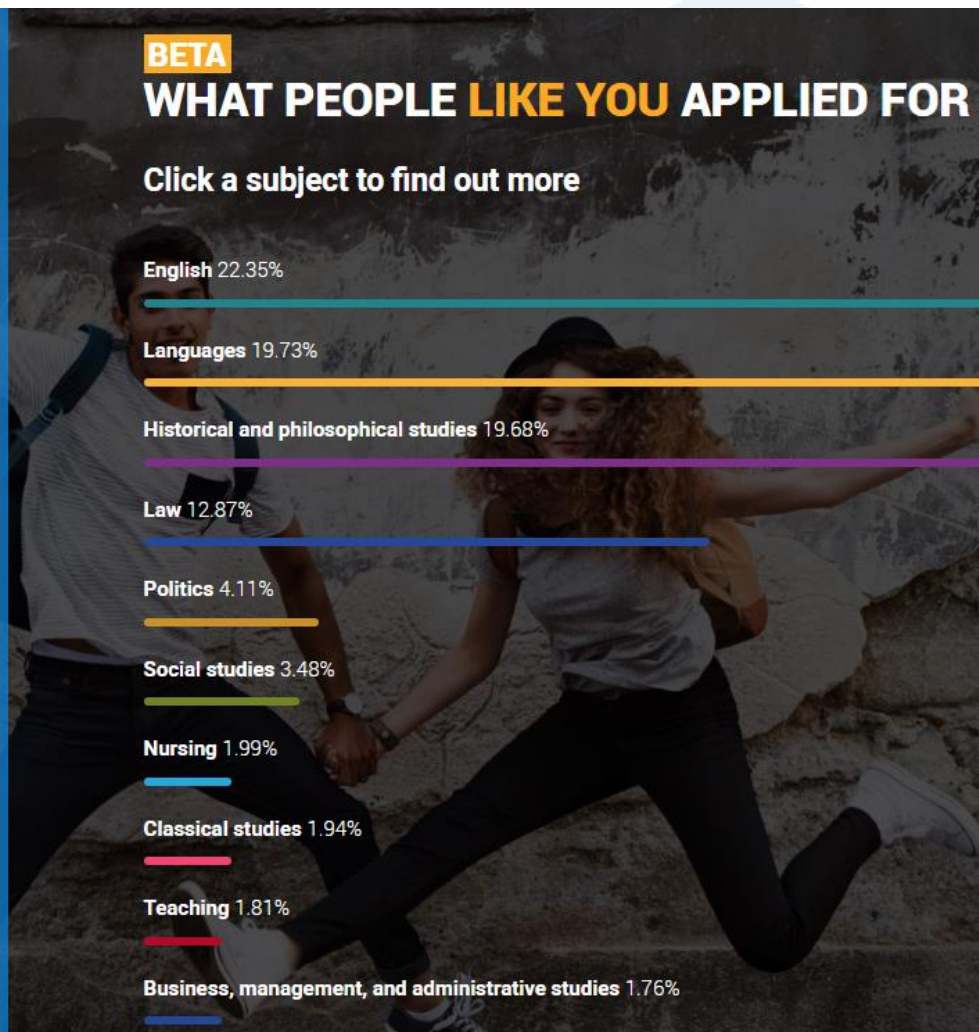 BETA
WHAT PEOPLE LIKE YOU APPLIED FOR
Click a subject to find out more
English 22.35%
Languages 19.73%
Historical and philosophical studies 19.68%
Law 12.87%
Politics 4.11%
Social studies 3.48%
Nursing 1.99%
Classical studies 1.94%
Teaching 1.81%
Business, management, and administrative studies 1.76%